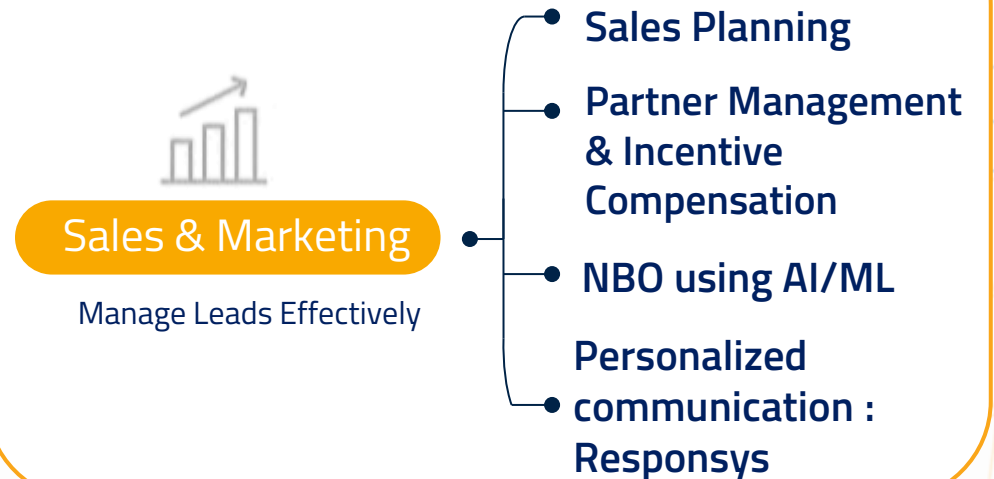 Sales & Marketing
Manage Leads Effectively
Sales Planning
Partner Management
& Incentive
Compensation
NBO using AI/ML
Personalized
communication :
Responsys